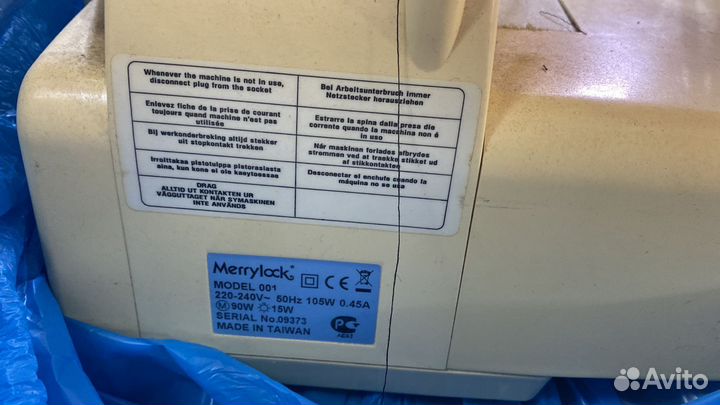 Whenever the machine is not in use,
disconnect plug from the socket
Bei Arbeitsunterbruch immer
Netzstecker herausziehen
Enlevez fiche de la prise de courant
toujours quand machine n'est pas
utilisée
Estrarre la spina dalla presa die
corrente quando la macchina non é
in uso
Bij werkonderbreking altijd stekker
uit stopkontakt trekken
Når maskinen forlades afbrydes
strømmen ved at traekke stikket ud
af stikkontakten
Irroittakaa pistotulppa pistorasiasta
aina, kun kone ei ole kaytoessae
Desconectar el enchufe cuando la
máquina no se usa
DRAG
ALLTID UT KONTAKTEN UR
VÄGGUTTAGET NÄR SYMASKINEN
INTE ANVÄNDS
Merrylock
MODEL 001
220-240V~ 50Hz 105W 0.45A
M 90W 15W
SERIAL No.09373
MADE IN TAIWAN
CE
Avito